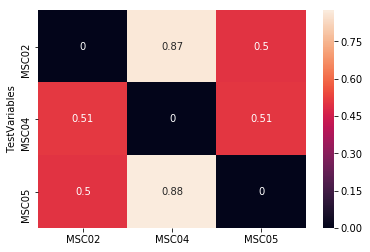 MSC02 0 0.87 0.5
MSC04 0.51 0 0.51
MSC05 0.5 0.88 0
TestVariables
MSC02 MSC04 MSC05
0.75
0.60
0.45
0.30
0.15
0.00